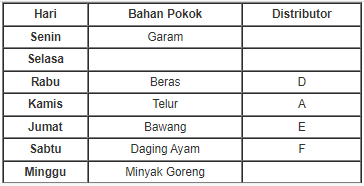 Hari Bahan Pokok Distributor
Senin Garam
Selasa
Rabu Beras D
Kamis Telur A
Jumat Bawang E
Sabtu Daging Ayam F
Minggu Minyak Goreng